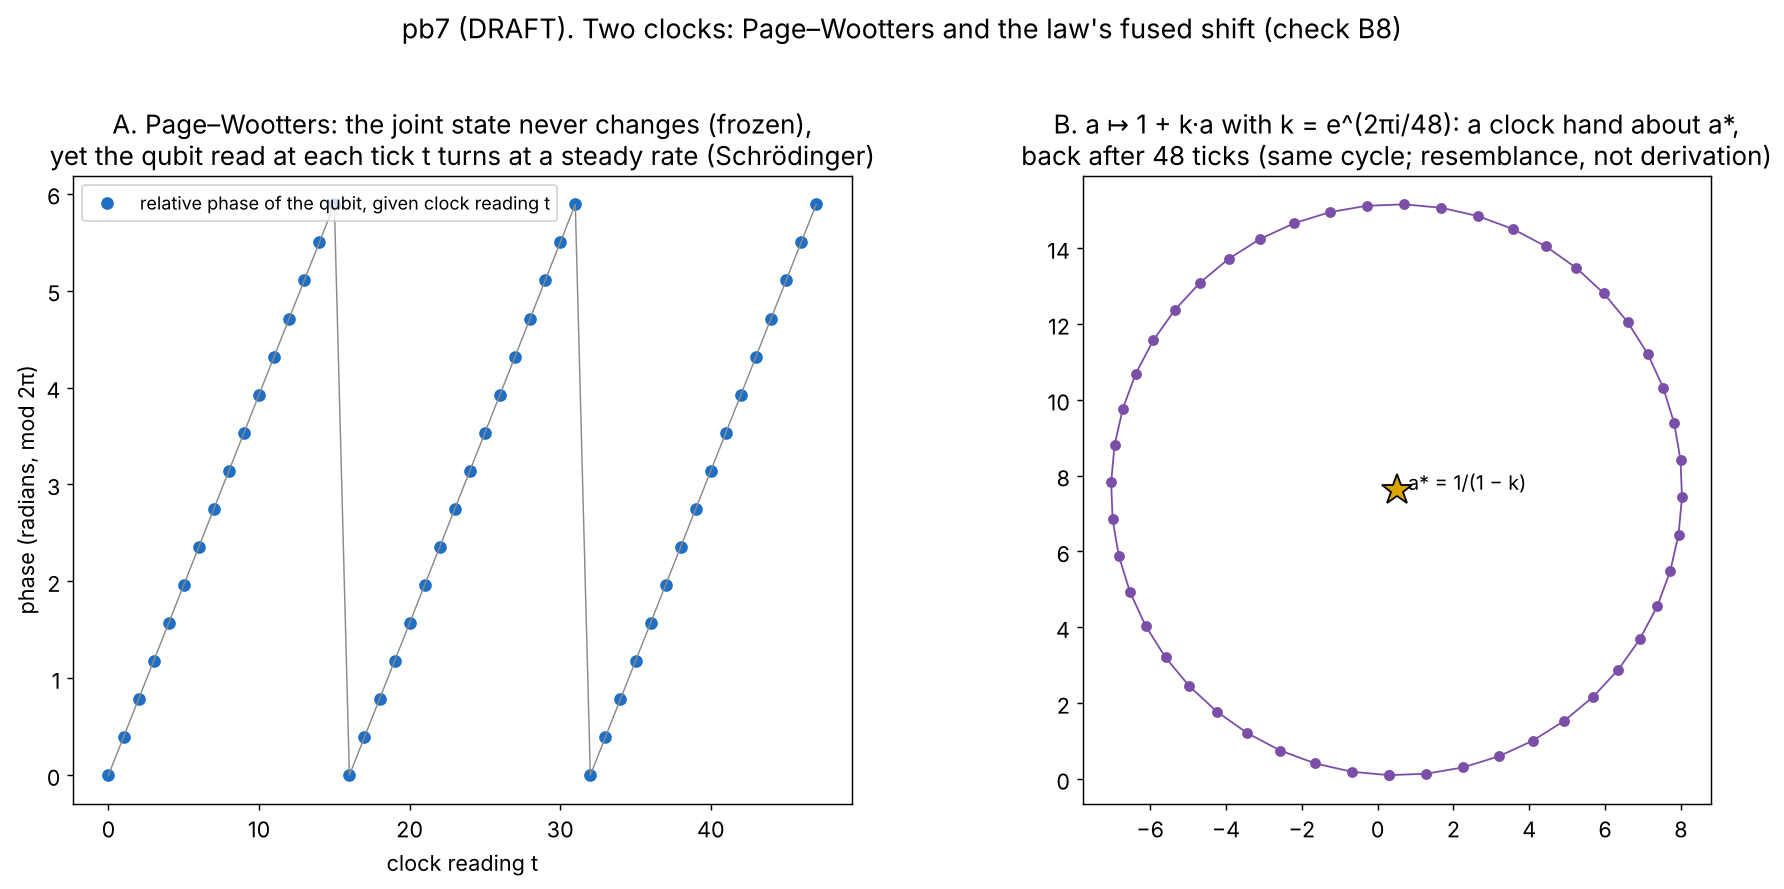 pb7 (DRAFT). Two clocks: Page–Wootters and the law's fused shift (check B8)
A. Page–Wootters: the joint state never changes (frozen),
yet the qubit read at each tick t turns at a steady rate (Schrödinger)
relative phase of the qubit, given clock reading t
phase (radians, mod 2π)
6
5
4
3
2
1
0
0 10 20 30 40
clock reading t
B. a ↦ 1 + k·a with k = e^(2πi/48): a clock hand about a*,
back after 48 ticks (same cycle; resemblance, not derivation)
14
12
10
8
6
4
2
0
a* = 1/(1 − k)
−6 −4 −2 0 2 4 6 8